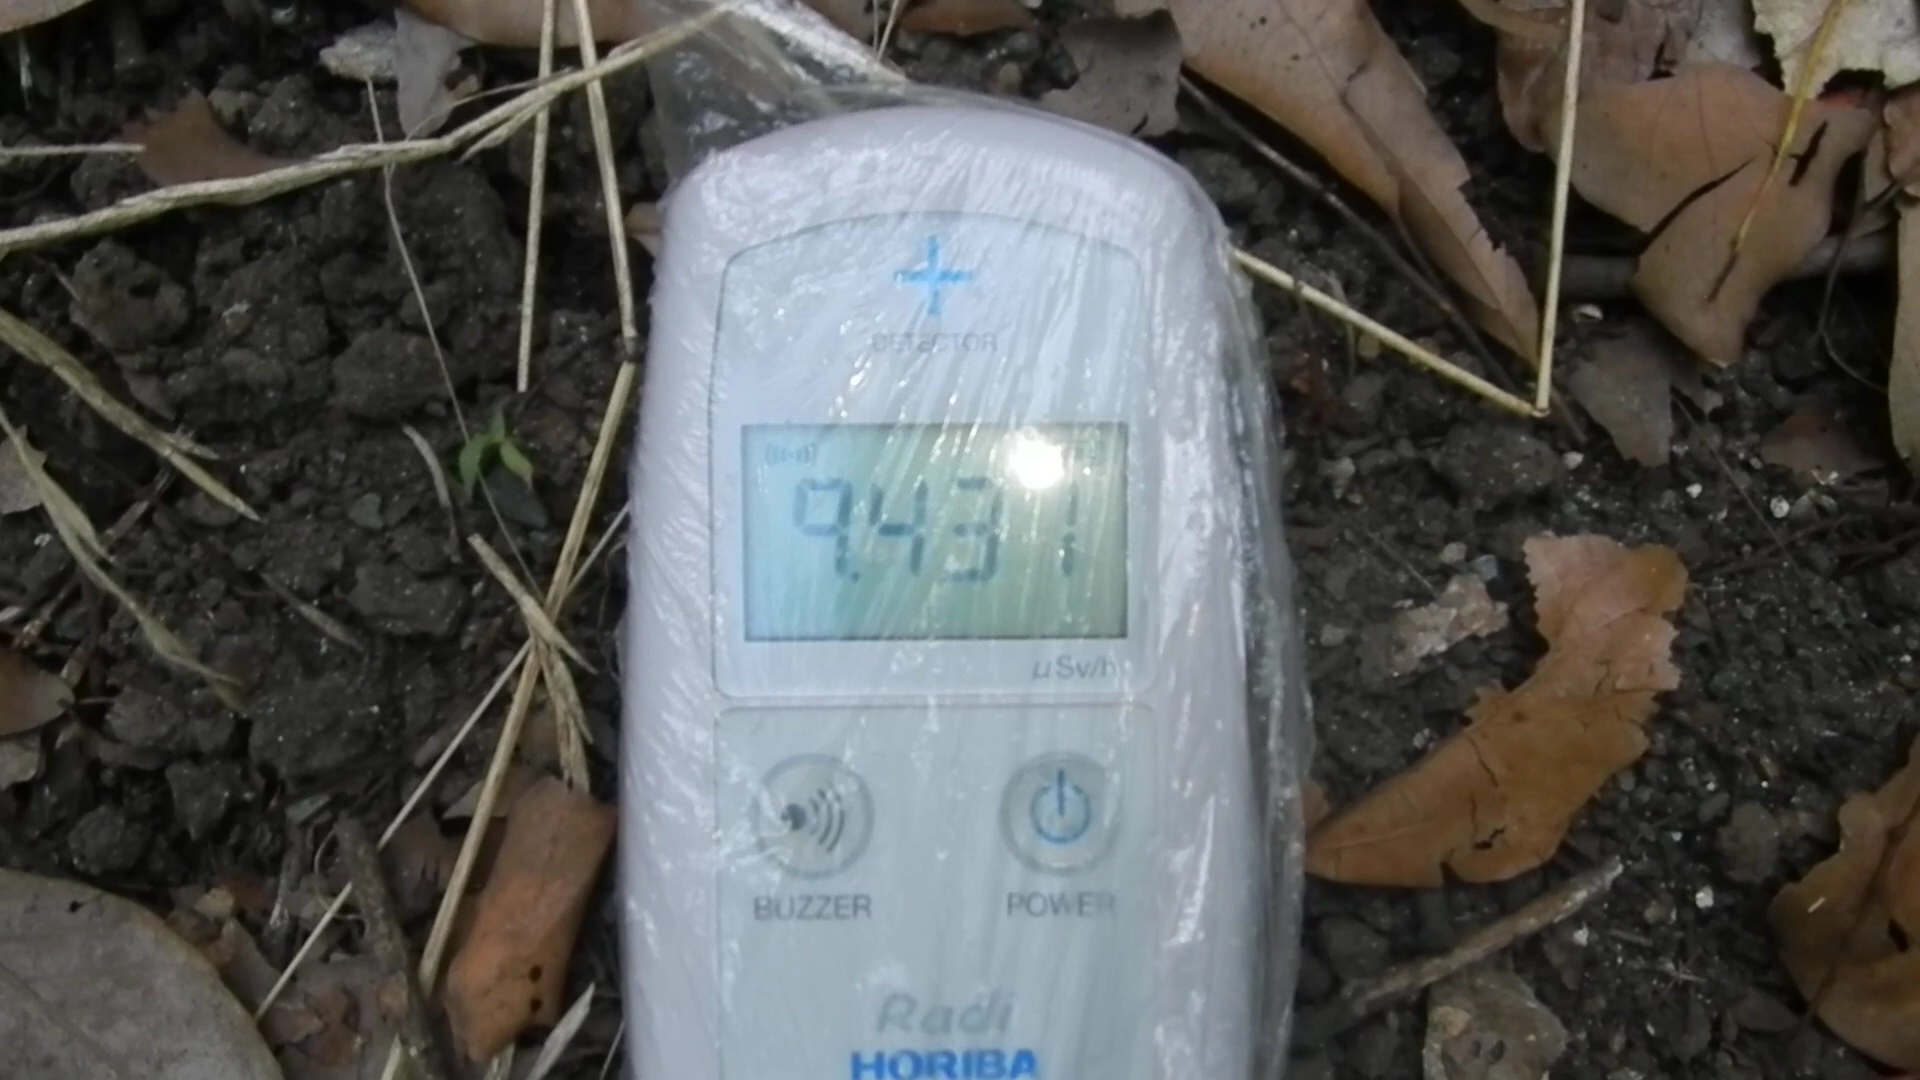 DETECTOR
9.431
μSv/h
BUZZER
POWER
Radi
HORIBA